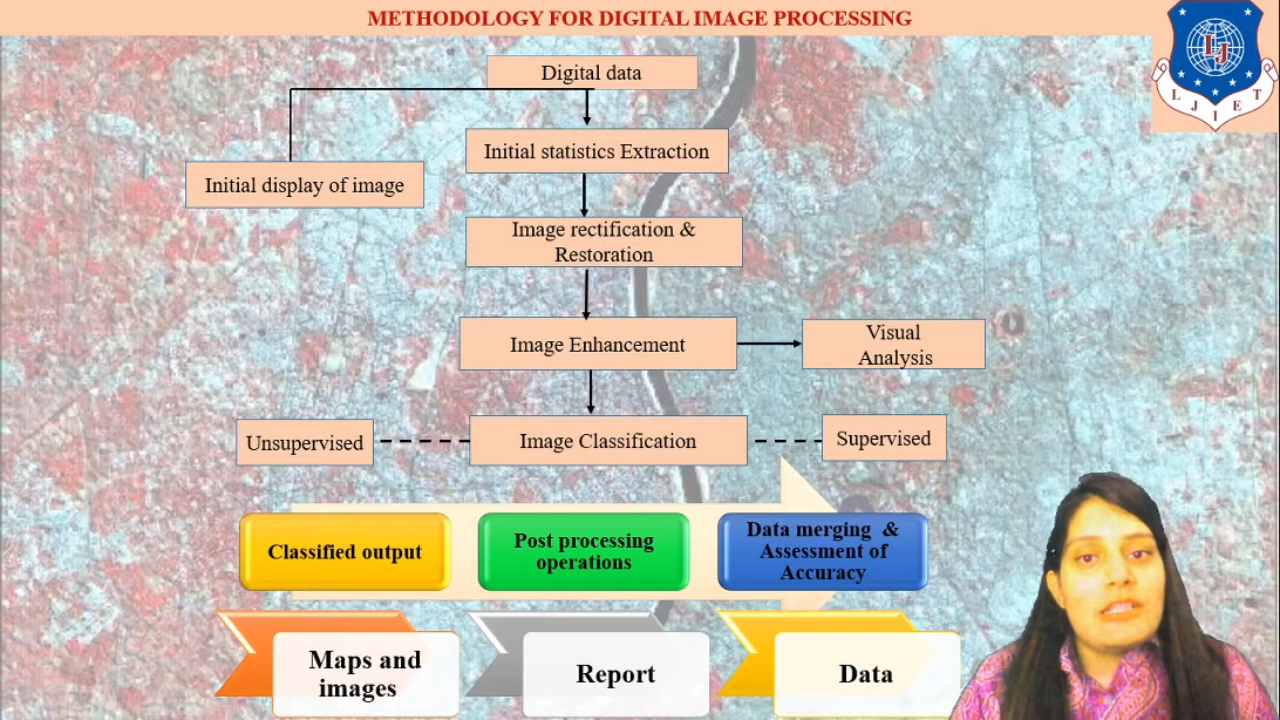 METHODOLOGY FOR DIGITAL IMAGE PROCESSING
L J I E T
LJ
Digital data
Initial statistics Extraction
Initial display of image
Image rectification &
Restoration
Image Enhancement
Visual
Analysis
Unsupervised
Image Classification
Supervised
Classified output
Post processing
operations
Data merging &
Assessment of
Accuracy
Maps and
images
Report
Data